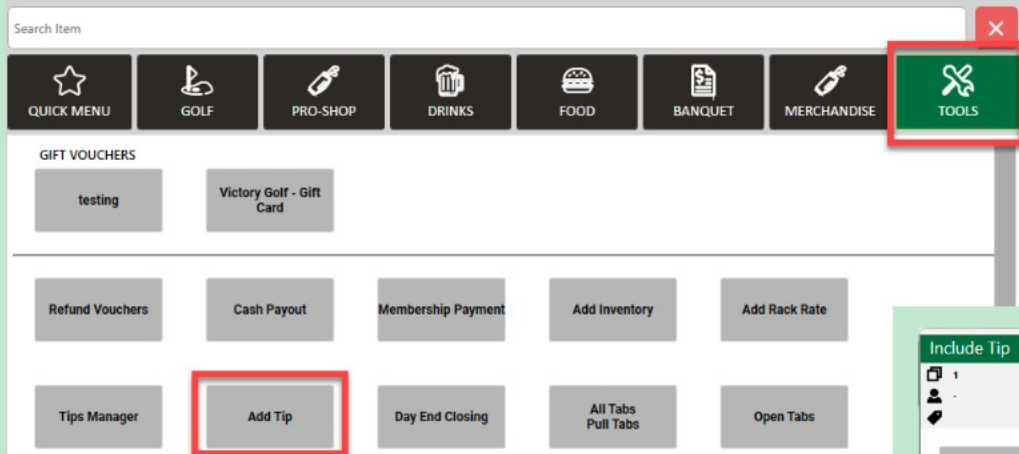 Search Item
QUICK MENU
GOLF
PRO-SHOP
DRINKS
FOOD
BANQUET
MERCHANDISE
TOOLS
GIFT VOUCHERS
testing
Victory Golf - Gift
Card
Refund Vouchers
Cash Payout
Membership Payment
Add Inventory
Add Rack Rate
Include Tip
1
-
Tips Manager
Add Tip
Day End Closing
All Tabs
Pull Tabs
Open Tabs